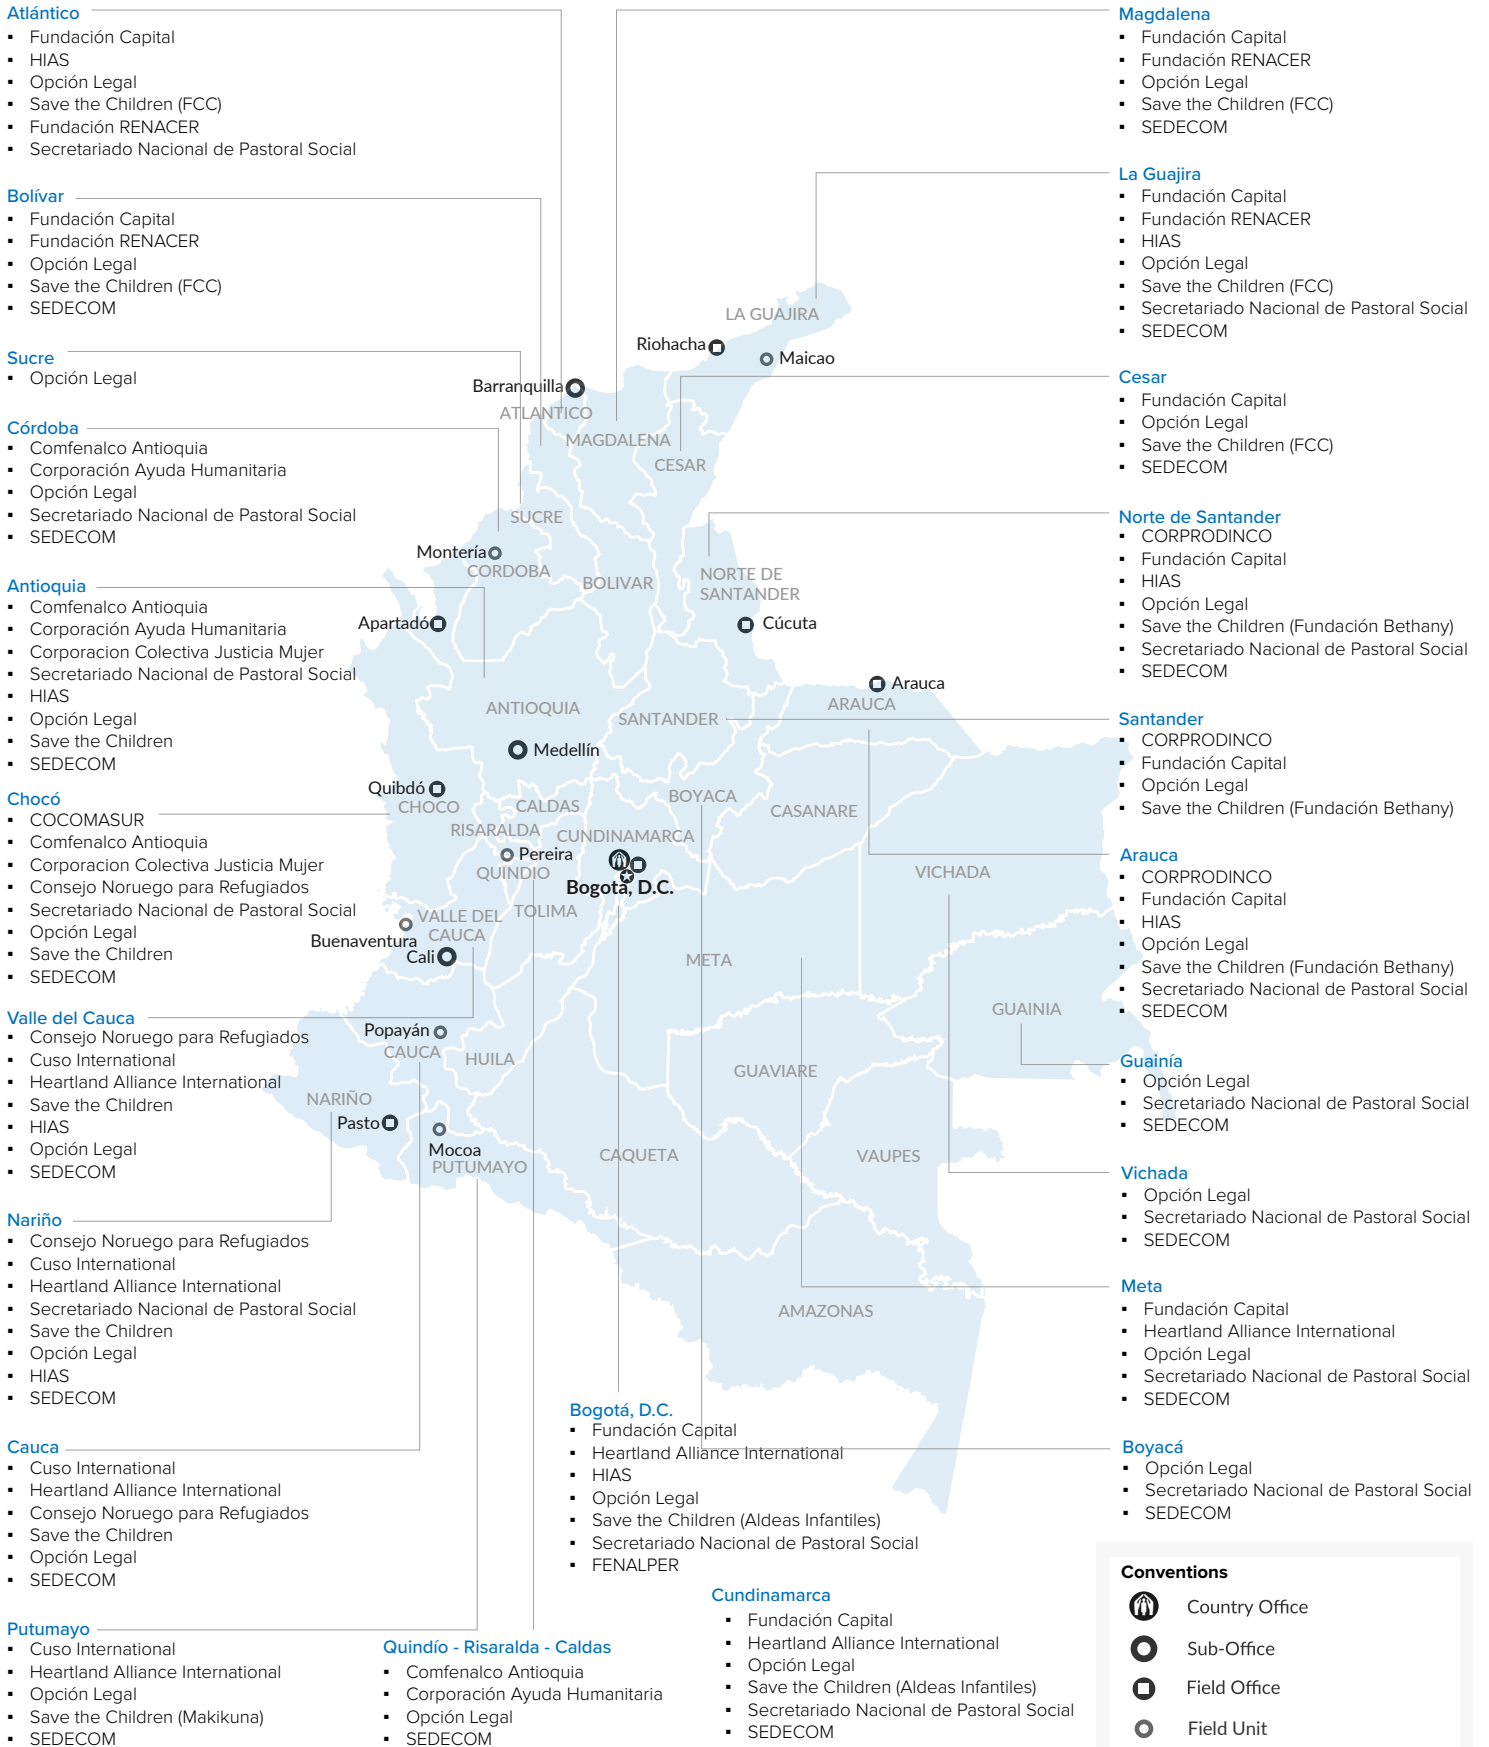 Atlántico
▪ Fundación Capital
▪ HIAS
▪ Opción Legal
▪ Save the Children (FCC)
▪ Fundación RENACER
▪ Secretariado Nacional de Pastoral Social
Bolívar
▪ Fundación Capital
▪ Fundación RENACER
▪ Opción Legal
▪ Save the Children (FCC)
▪ SEDECOM
Sucre
▪ Opción Legal
Córdoba
▪ Comfenalco Antioquia
▪ Corporación Ayuda Humanitaria
▪ Opción Legal
▪ Secretariado Nacional de Pastoral Social
▪ SEDECOM
Antioquia
▪ Comfenalco Antioquia
▪ Corporación Ayuda Humanitaria
▪ Corporacion Colectiva Justicia Mujer
▪ Secretariado Nacional de Pastoral Social
▪ HIAS
▪ Opción Legal
▪ Save the Children
▪ SEDECOM
Chocó
▪ COCOMASUR
▪ Comfenalco Antioquia
▪ Corporacion Colectiva Justicia Mujer
▪ Consejo Noruego para Refugiados
▪ Secretariado Nacional de Pastoral Social
▪ Opción Legal
▪ Save the Children
▪ SEDECOM
Valle del Cauca
▪ Consejo Noruego para Refugiados
▪ Cuso International
▪ Heartland Alliance International
▪ Save the Children
▪ HIAS
▪ Opción Legal
▪ SEDECOM
Nariño
▪ Consejo Noruego para Refugiados
▪ Cuso International
▪ Heartland Alliance International
▪ Secretariado Nacional de Pastoral Social
▪ Save the Children
▪ Opción Legal
▪ HIAS
▪ SEDECOM
Cauca
▪ Cuso International
▪ Heartland Alliance International
▪ Consejo Noruego para Refugiados
▪ Save the Children
▪ Opción Legal
▪ SEDECOM
Putumayo
▪ Cuso International
▪ Heartland Alliance International
▪ Opción Legal
▪ Save the Children (Makikuna)
▪ SEDECOM
Quindío - Risaralda - Caldas
▪ Comfenalco Antioquia
▪ Corporación Ayuda Humanitaria
▪ Opción Legal
▪ SEDECOM
Bogotá, D.C.
▪ Fundación Capital
▪ Heartland Alliance International
▪ HIAS
▪ Opción Legal
▪ Save the Children (Aldeas Infantiles)
▪ Secretariado Nacional de Pastoral Social
▪ FENALPER
Cundinamarca
▪ Fundación Capital
▪ Heartland Alliance International
▪ Opción Legal
▪ Save the Children (Aldeas Infantiles)
▪ Secretariado Nacional de Pastoral Social
▪ SEDECOM
LA GUAJIRA
Riohacha
Maicao
Barranquilla
ATLANTICO
MAGDALENA
CESAR
SUCRE
Montería
CORDOBA
BOLIVAR
NORTE DE
SANTANDER
Apartadó
Cúcuta
Arauca
ARAUCA
ANTIOQUIA
SANTANDER
Medellín
Quibdó
CHOCO
CALDAS
BOYACA
CASANARE
RISARALDA
CUNDINAMARCA
Pereira
QUINDIO
Bogotá, D.C.
VICHADA
VALLE DEL
CAUCA
TOLIMA
Buenaventura
Cali
META
GUAINIA
Popayán
CAUCA
HUILA
GUAVIARE
NARIÑO
Pasto
Mocoa
PUTUMAYO
CAQUETA
VAUPES
AMAZONAS
Magdalena
▪ Fundación Capital
▪ Fundación RENACER
▪ Opción Legal
▪ Save the Children (FCC)
▪ SEDECOM
La Guajira
▪ Fundación Capital
▪ Fundación RENACER
▪ HIAS
▪ Opción Legal
▪ Save the Children (FCC)
▪ Secretariado Nacional de Pastoral Social
▪ SEDECOM
Cesar
▪ Fundación Capital
▪ Opción Legal
▪ Save the Children (FCC)
▪ SEDECOM
Norte de Santander
▪ CORPRODINCO
▪ Fundación Capital
▪ HIAS
▪ Opción Legal
▪ Save the Children (Fundación Bethany)
▪ Secretariado Nacional de Pastoral Social
▪ SEDECOM
Santander
▪ CORPRODINCO
▪ Fundación Capital
▪ Opción Legal
▪ Save the Children (Fundación Bethany)
Arauca
▪ CORPRODINCO
▪ Fundación Capital
▪ HIAS
▪ Opción Legal
▪ Save the Children (Fundación Bethany)
▪ Secretariado Nacional de Pastoral Social
▪ SEDECOM
Guainía
▪ Opción Legal
▪ Secretariado Nacional de Pastoral Social
▪ SEDECOM
Vichada
▪ Opción Legal
▪ Secretariado Nacional de Pastoral Social
▪ SEDECOM
Meta
▪ Fundación Capital
▪ Heartland Alliance International
▪ Opción Legal
▪ Secretariado Nacional de Pastoral Social
▪ SEDECOM
Boyacá
▪ Opción Legal
▪ Secretariado Nacional de Pastoral Social
▪ SEDECOM
Conventions
Country Office
Sub-Office
Field Office
Field Unit